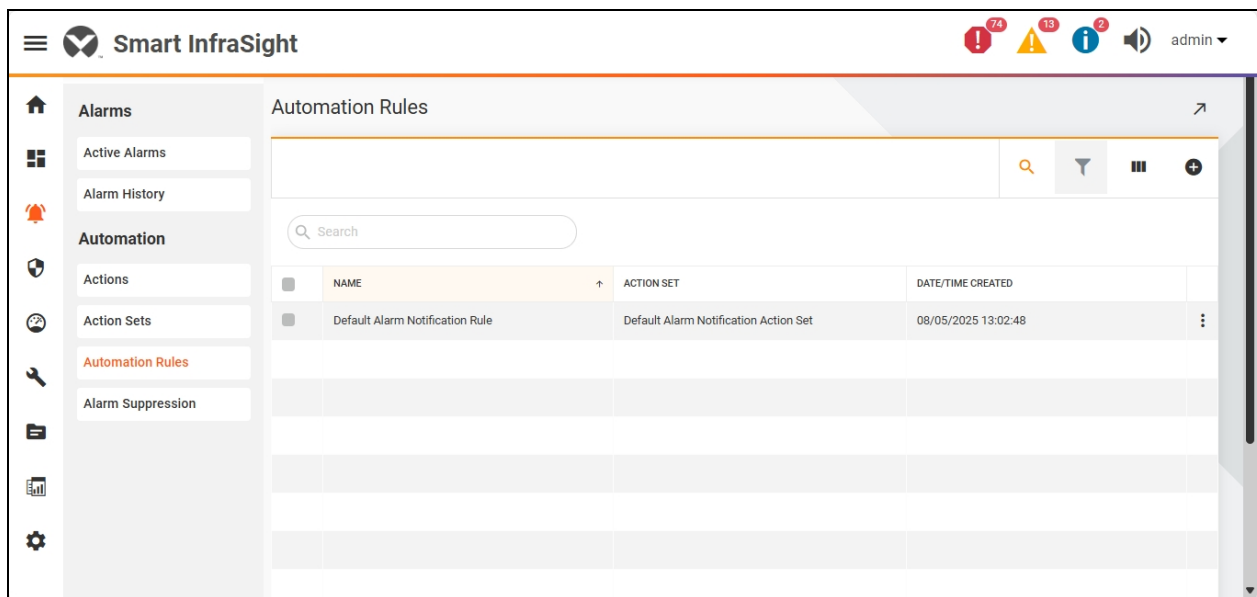 Smart InfraSight
74
13
2
admin
Alarms
Active Alarms
Alarm History
Automation
Actions
Action Sets
Automation Rules
Alarm Suppression
Automation Rules
Search
NAME ACTION SET DATE/TIME CREATED
Default Alarm Notification Rule Default Alarm Notification Action Set 08/05/2025 13:02:48